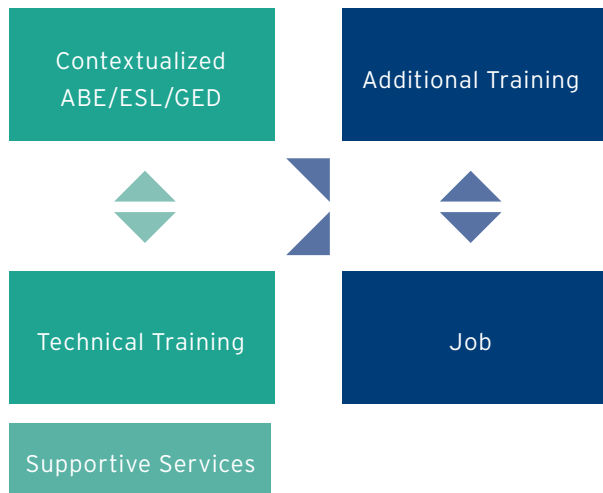 Contextualized
ABE/ESL/GED
Additional Training
Technical Training
Job
Supportive Services